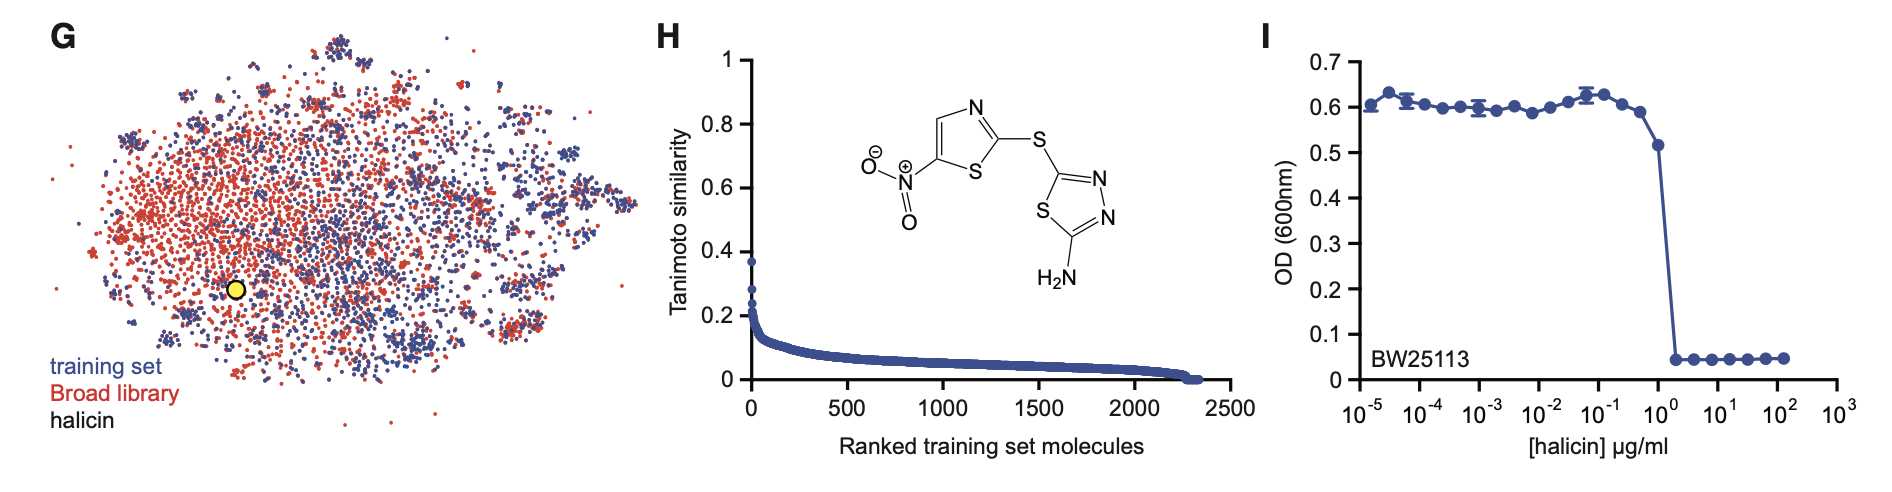 G
training set
Broad library
halicin
H
Tanimoto similarity
1
0.8
0.6
0.4
0.2
0
0 500 1000 1500 2000 2500
Ranked training set molecules
N
S
S
O⊖
N⊕
O
N
N
S
H₂N
I
OD (600nm)
0.7
0.6
0.5
0.4
0.3
0.2
0.1
0
BW25113
10⁻⁵ 10⁻⁴ 10⁻³ 10⁻² 10⁻¹ 10⁰ 10¹ 10² 10³
[halicin] µg/ml